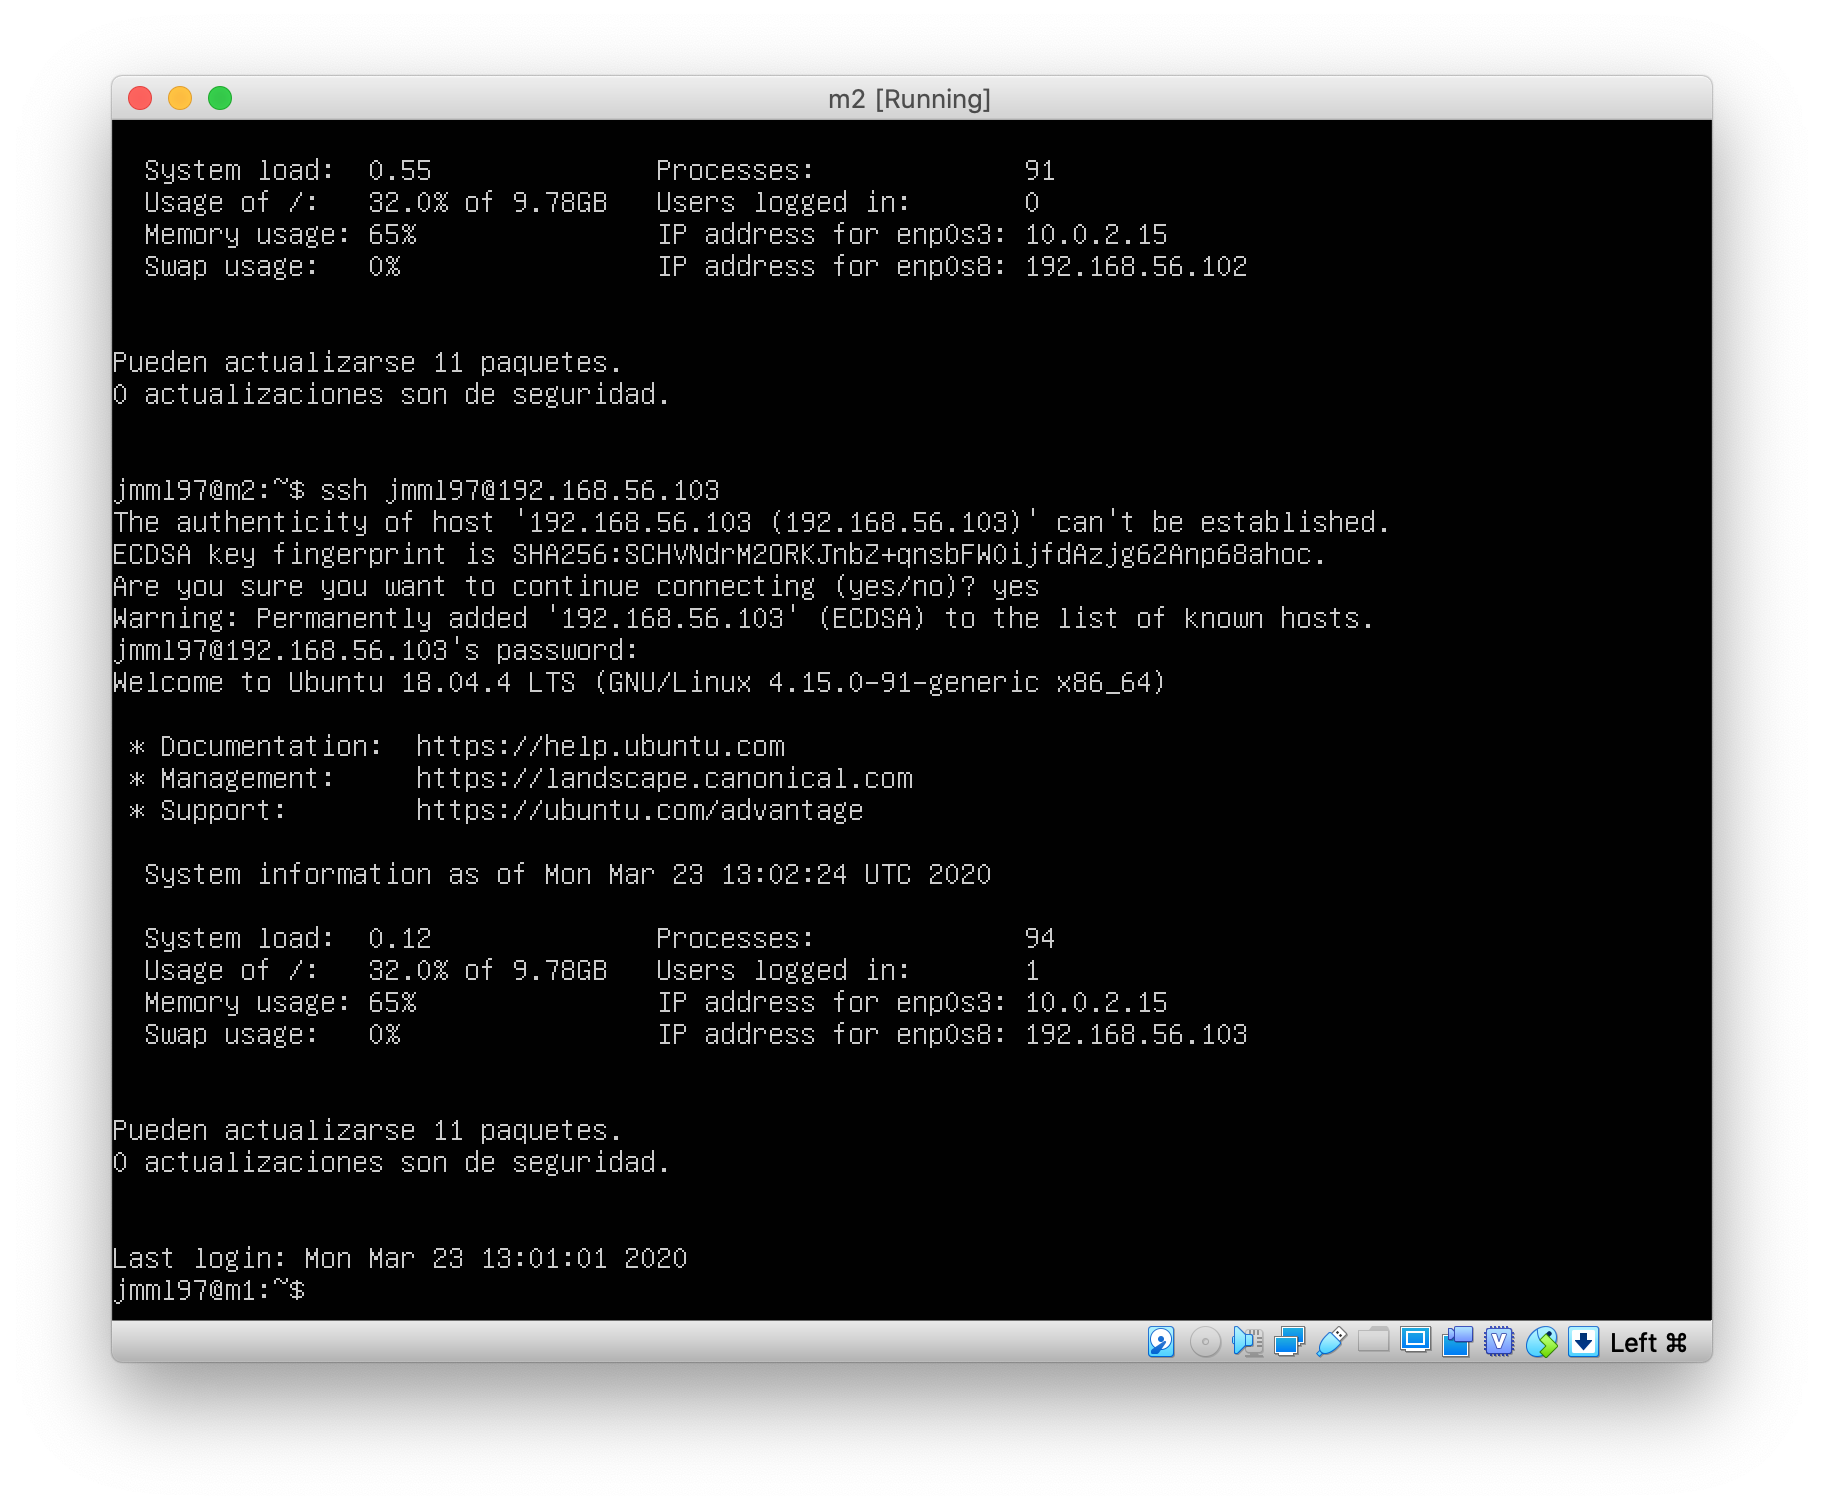 m2 [Running]
System load:  0.55               Processes:             91
Usage of /:   32.0% of 9.78GB   Users logged in:       0
Memory usage: 65%               IP address for enp0s3: 10.0.2.15
Swap usage:   0%                IP address for enp0s8: 192.168.56.102
Pueden actualizarse 11 paquetes.
0 actualizaciones son de seguridad.
jmml97@m2:~$ ssh jmml97@192.168.56.103
The authenticity of host '192.168.56.103 (192.168.56.103)' can't be established.
ECDSA key fingerprint is SHA256:SCHVNdrM2ORKJnbZ+qnsbFW0ijfdAzjg62Anp68ahoc.
Are you sure you want to continue connecting (yes/no)? yes
Warning: Permanently added '192.168.56.103' (ECDSA) to the list of known hosts.
jmml97@192.168.56.103's password:
Welcome to Ubuntu 18.04.4 LTS (GNU/Linux 4.15.0-91-generic x86_64)
* Documentation:  https://help.ubuntu.com
* Management:     https://landscape.canonical.com
* Support:        https://ubuntu.com/advantage
System information as of Mon Mar 23 13:02:24 UTC 2020
System load:  0.12               Processes:             94
Usage of /:   32.0% of 9.78GB   Users logged in:       1
Memory usage: 65%               IP address for enp0s3: 10.0.2.15
Swap usage:   0%                IP address for enp0s8: 192.168.56.103
Pueden actualizarse 11 paquetes.
0 actualizaciones son de seguridad.
Last login: Mon Mar 23 13:01:01 2020
jmml97@m1:~$
Left ⌘